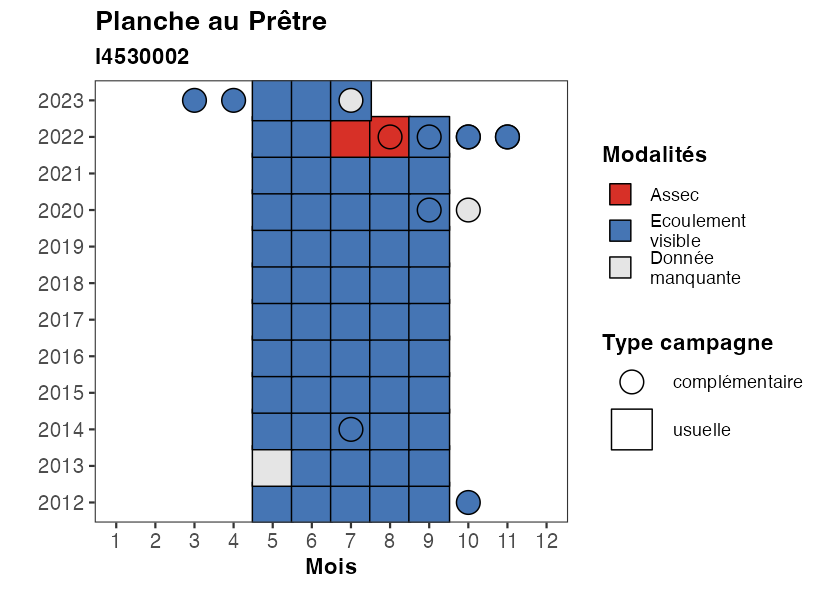 Planche au Prêtre
I4530002
2023
2022
2021
2020
2019
2018
2017
2016
2015
2014
2013
2012
1 2 3 4 5 6 7 8 9 10 11 12
Mois
Modalités
Assec
Ecoulement
visible
Donnée
manquante
Type campagne
complémentaire
usuelle